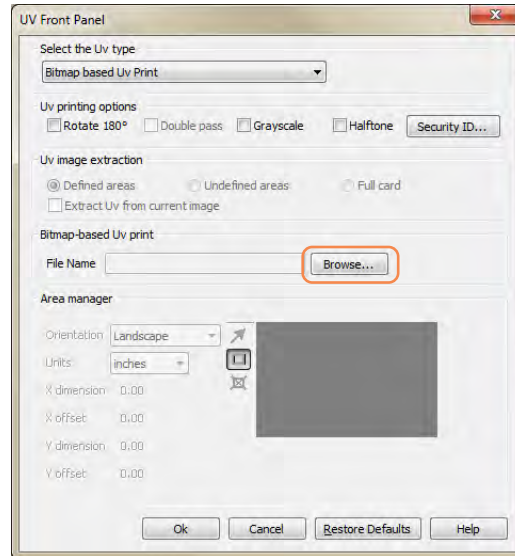 UV Front Panel
Select the Uv type
Bitmap based Uv Print
Uv printing options
Rotate 180° Double pass Grayscale Halftone Security ID...
Uv image extraction
Defined areas Undefined areas Full card
Extract Uv from current image
Bitmap-based Uv print
File Name Browse...
Area manager
Orientation Landscape
Units inches
X dimension 0.00
X offset 0.00
Y dimension 0.00
Y offset 0.00
Ok Cancel Restore Defaults Help